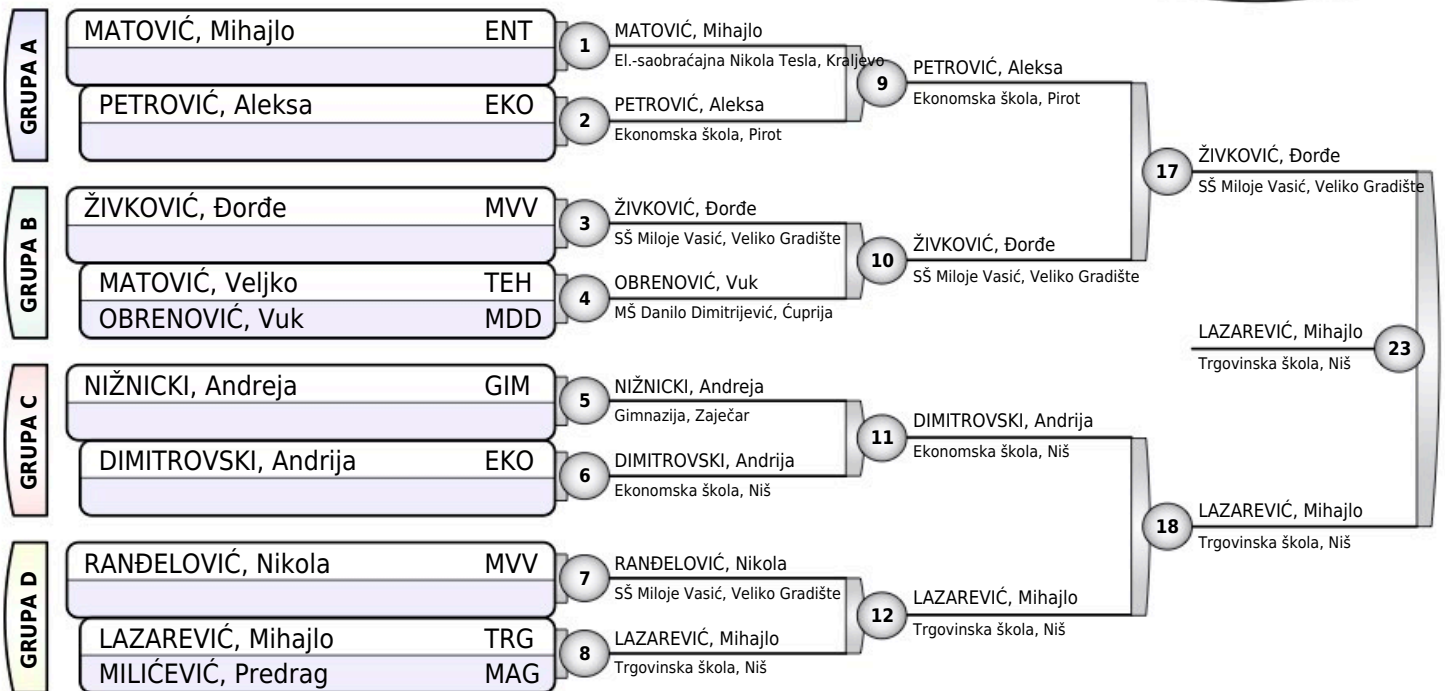 GRUPA A
MATOVIĆ, Mihajlo ENT
PETROVIĆ, Aleksa EKO
GRUPA B
ŽIVKOVIĆ, Đorđe MVV
MATOVIĆ, Veljko TEH
OBRENOVIĆ, Vuk MDD
GRUPA C
NIŽNICKI, Andreja GIM
DIMITROVSKI, Andrija EKO
GRUPA D
RANĐELOVIĆ, Nikola MVV
LAZAREVIĆ, Mihajlo TRG
MILIĆEVIĆ, Predrag MAG
1
MATOVIĆ, Mihajlo
El.-saobraćajna Nikola Tesla, Kraljevo
2
PETROVIĆ, Aleksa
Ekonomska škola, Pirot
3
ŽIVKOVIĆ, Đorđe
SŠ Miloje Vasić, Veliko Gradište
4
OBRENOVIĆ, Vuk
MŠ Danilo Dimitrijević, Ćuprija
5
NIŽNICKI, Andreja
Gimnazija, Zaječar
6
DIMITROVSKI, Andrija
Ekonomska škola, Niš
7
RANĐELOVIĆ, Nikola
SŠ Miloje Vasić, Veliko Gradište
8
LAZAREVIĆ, Mihajlo
Trgovinska škola, Niš
9
PETROVIĆ, Aleksa
Ekonomska škola, Pirot
10
ŽIVKOVIĆ, Đorđe
SŠ Miloje Vasić, Veliko Gradište
11
DIMITROVSKI, Andrija
Ekonomska škola, Niš
12
LAZAREVIĆ, Mihajlo
Trgovinska škola, Niš
17
ŽIVKOVIĆ, Đorđe
SŠ Miloje Vasić, Veliko Gradište
18
LAZAREVIĆ, Mihajlo
Trgovinska škola, Niš
LAZAREVIĆ, Mihajlo
Trgovinska škola, Niš
23